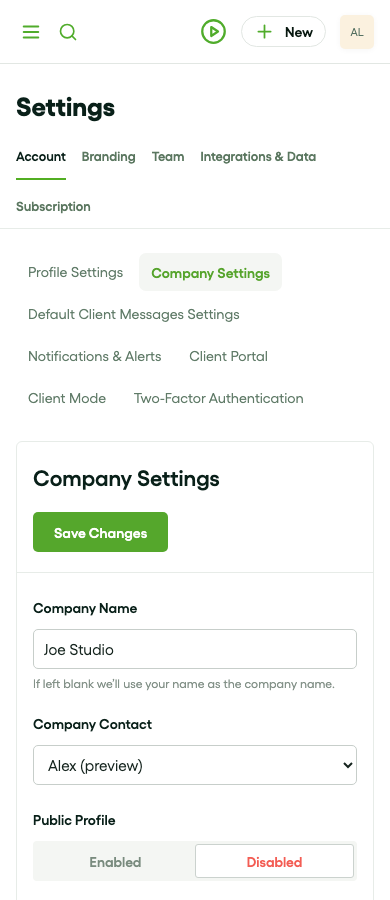 New
AL
Settings
Account Branding Team Integrations & Data
Subscription
Profile Settings Company Settings
Default Client Messages Settings
Notifications & Alerts Client Portal
Client Mode Two-Factor Authentication
Company Settings
Save Changes
Company Name
Joe Studio
If left blank we'll use your name as the company name.
Company Contact
Alex (preview)
Public Profile
Enabled Disabled